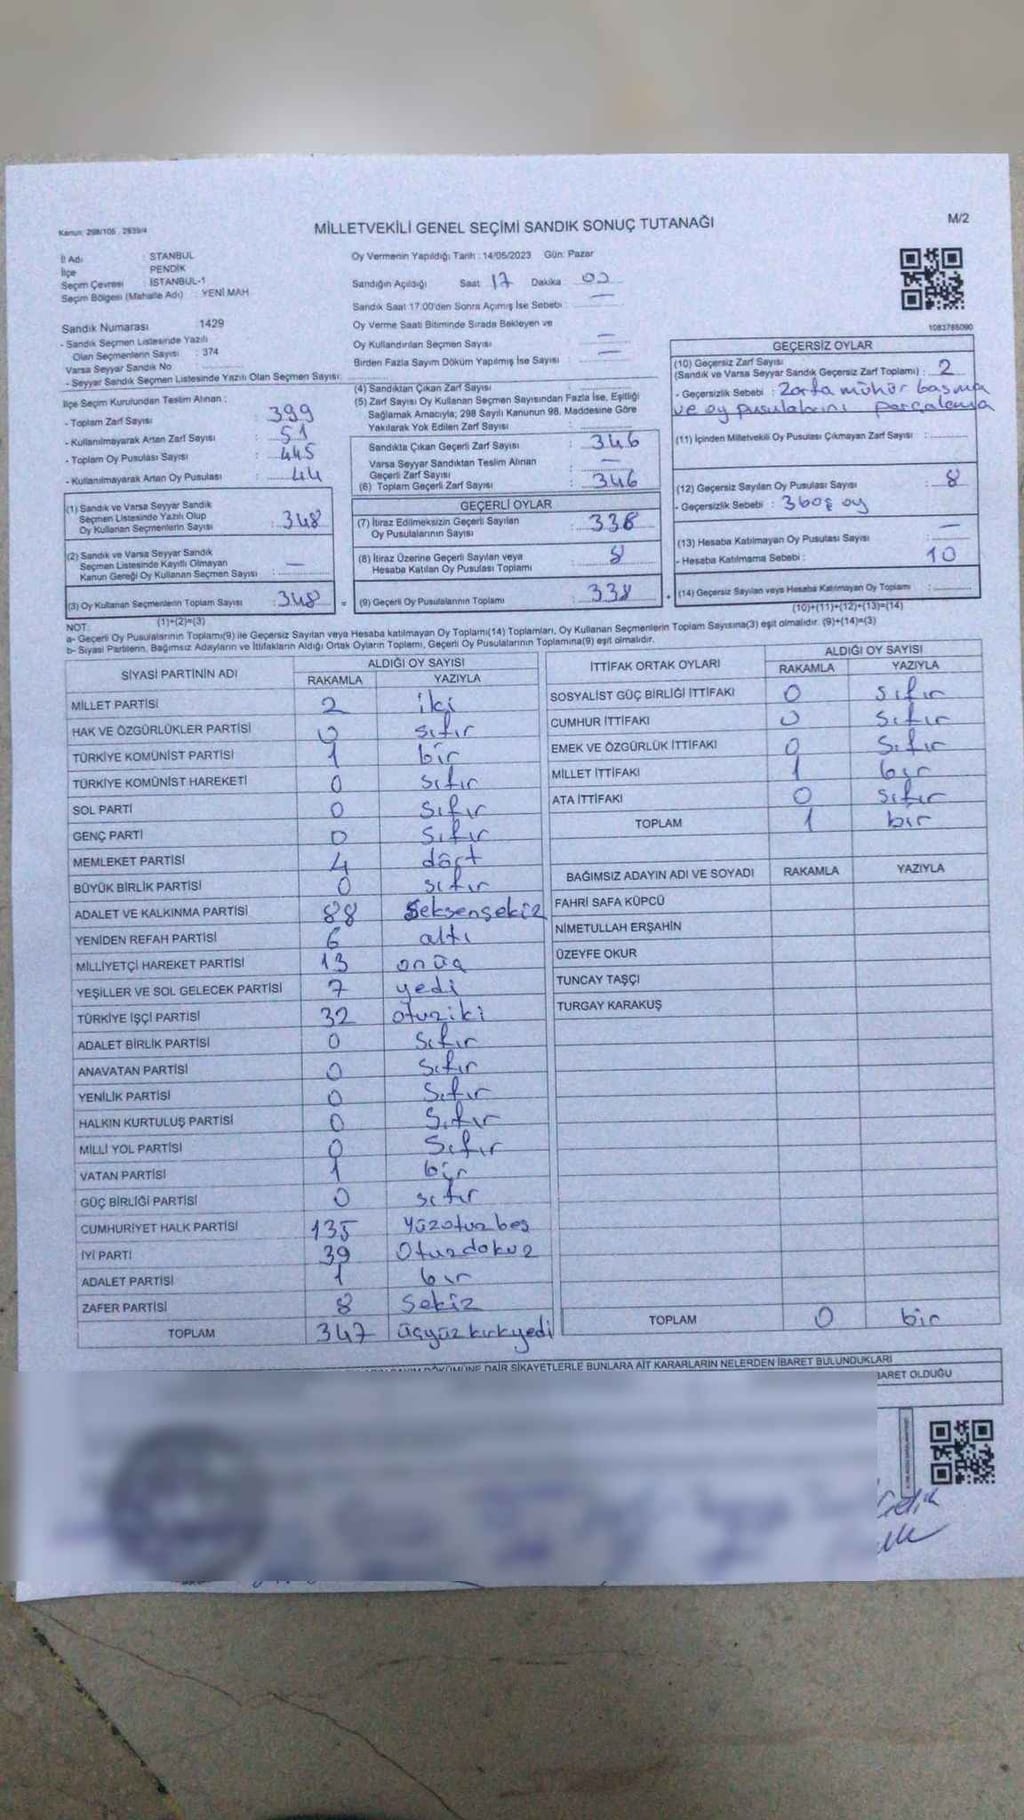 Kanun: 298/105 , 2839/4
MİLLETVEKİLİ GENEL SEÇİMİ SANDIK SONUÇ TUTANAĞI
M/2
İl Adı : STANBUL
İlçe PENDİK
Seçim Çevresi : İSTANBUL-1
Seçim Bölgesi (Mahalle Adı) : YENİ MAH
Oy Vermenin Yapıldığı Tarih : 14/05/2023 Gün: Pazar
Sandığın Açıldığı Saat 17 Dakika
Sandık Saat 17.00'den Sonra Açımış İse Sebebi :
Oy Verme Saati Bitiminde Sırada Bekleyen ve
Oy Kullandırılan Seçmen Sayısı : —
Birden Fazla Sayım Döküm Yapılmış İse Sayısı : —
Sandık Numarası 1429
- Sandık Seçmen Listesinde Yazılı
Olan Seçmenlerin Sayısı : 374
Varsa Seyyar Sandık No
- Seyyar Sandık Seçmen Listesinde Yazılı Olan Seçmen Sayısı:
İlçe Seçim Kurulundan Teslim Alınan :
- Toplam Zarf Sayısı : 399
- Kullanılmayarak Artan Zarf Sayısı : 51
- Toplam Oy Pusulası Sayısı : 445
- Kullanılmayarak Artan Oy Pusulası : 44
(1) Sandık ve Varsa Seyyar Sandık
Seçmen Listesinde Yazılı Olup
Oy Kullanan Seçmenlerin Sayısı : 348
(2) Sandık ve Varsa Seyyar Sandık
Seçmen Listesinde Kayıtlı Olmayan
Kanun Gereği Oy Kullanan Seçmen Sayısı : —
(3) Oy Kullanan Seçmenlerin Toplam Sayısı : 348
(1)+(2)=(3)
(4) Sandıktan Çıkan Zarf Sayısı :
(5) Zarf Sayısı Oy Kullanan Seçmen Sayısından Fazla İse, Eşitliği
Sağlamak Amacıyla; 298 Sayılı Kanunun 98. Maddesine Göre
Yakılarak Yok Edilen Zarf Sayısı :
Sandıkta Çıkan Geçerli Zarf Sayısı : 346
Varsa Seyyar Sandıktan Teslim Alınan
Geçerli Zarf Sayısı : —
(6) Toplam Geçerli Zarf Sayısı : 346
GEÇERLİ OYLAR
(7) İtiraz Edilmeksizin Geçerli Sayılan
Oy Pusulalarının Sayısı : 338
(8) İtiraz Üzerine Geçerli Sayılan veya
Hesaba Katılan Oy Pusulası Toplamı : 8
= (9) Geçerli Oy Pusulalarının Toplamı : 338
1083785090
GEÇERSİZ OYLAR
(10) Geçersiz Zarf Sayısı
(Sandık ve Varsa Seyyar Sandık Geçersiz Zarf Toplamı) : 2
- Geçersizlik Sebebi : Zarfa mühür basma
ve oy pusulalarını parçalama
(11) İçinden Milletvekili Oy Pusulası Çıkmayan Zarf Sayısı :
(12) Geçersiz Sayılan Oy Pusulası Sayısı : 8
- Geçersizlik Sebebi : 3 boş oy
(13) Hesaba Katılmayan Oy Pusulası Sayısı : —
- Hesaba Katılmama Sebebi : 10
+ (14) Geçersiz Sayılan veya Hesaba Katılmayan Oy Toplamı :
(10)+(11)+(12)+(13)=(14)
NOT:
a- Geçerli Oy Pusulalarının Toplamı(9) ile Geçersiz Sayılan veya Hesaba katılmayan Oy Toplamı(14) Toplamları, Oy Kullanan Seçmenlerin Toplam Sayısına(3) eşit olmalıdır. (9)+(14)=(3)
b- Siyasi Partilerin, Bağımsız Adayların ve İttifakların Aldığı Ortak Oyların Toplamı, Geçerli Oy Pusulalarının Toplamına(9) eşit olmalıdır.
SİYASİ PARTİNİN ADI ALDIĞI OY SAYISI
RAKAMLA YAZIYLA
MİLLET PARTİSİ 2 iki
HAK VE ÖZGÜRLÜKLER PARTİSİ 0 sıfır
TÜRKİYE KOMÜNİST PARTİSİ 1 bir
TÜRKİYE KOMÜNİST HAREKETİ 0 sıfır
SOL PARTİ 0 sıfır
GENÇ PARTİ 0 sıfır
MEMLEKET PARTİSİ 4 dört
BÜYÜK BİRLİK PARTİSİ 0 sıfır
ADALET VE KALKINMA PARTİSİ 88 seksensekiz
YENİDEN REFAH PARTİSİ 6 altı
MİLLİYETÇİ HAREKET PARTİSİ 13 onüç
YEŞİLLER VE SOL GELECEK PARTİSİ 7 yedi
TÜRKİYE İŞÇİ PARTİSİ 32 otuziki
ADALET BİRLİK PARTİSİ 0 sıfır
ANAVATAN PARTİSİ 0 sıfır
YENİLİK PARTİSİ 0 sıfır
HALKIN KURTULUŞ PARTİSİ 0 sıfır
MİLLİ YOL PARTİSİ 0 sıfır
VATAN PARTİSİ 1 bir
GÜÇ BİRLİĞİ PARTİSİ 0 sıfır
CUMHURİYET HALK PARTİSİ 135 yüzotuzbeş
İYİ PARTİ 39 otuzdokuz
ADALET PARTİSİ 1 bir
ZAFER PARTİSİ 8 sekiz
TOPLAM 347 üçyüzkırkyedi
İTTİFAK ORTAK OYLARI ALDIĞI OY SAYISI
RAKAMLA YAZIYLA
SOSYALİST GÜÇ BİRLİĞİ İTTİFAKI 0 sıfır
CUMHUR İTTİFAKI 0 sıfır
EMEK VE ÖZGÜRLÜK İTTİFAKI 0 sıfır
MİLLET İTTİFAKI 1 bir
ATA İTTİFAKI 0 sıfır
TOPLAM 1 bir
BAĞIMSIZ ADAYIN ADI VE SOYADI RAKAMLA YAZIYLA
FAHRİ SAFA KÜPCÜ
NİMETULLAH ERŞAHİN
ÜZEYFE OKUR
TUNCAY TAŞÇI
TURGAY KARAKUŞ
TOPLAM 0 bir
DÖKÜMÜNE DAİR ŞİKAYETLERLE BUNLARA AİT KARARLARIN NELERDEN İBARET BULUNDUKLARI
BARET OLDUĞU